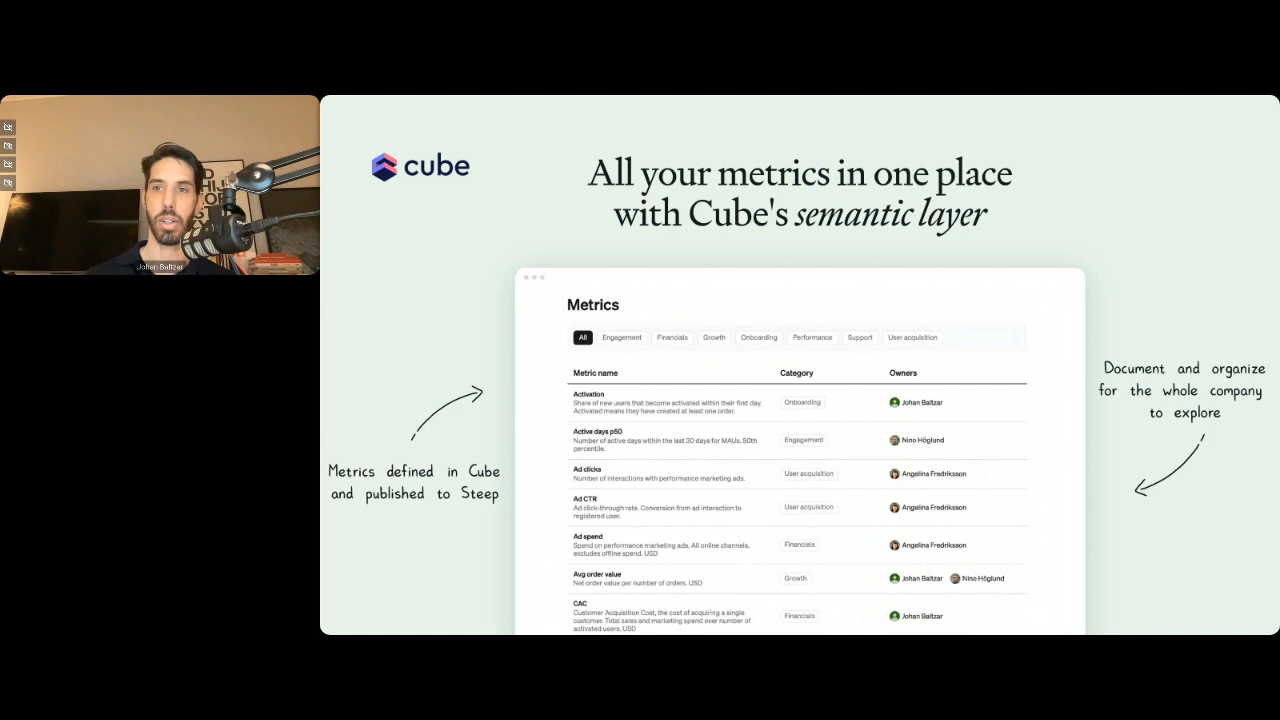 Johan Baltzar
cube
All your metrics in one place
with Cube's semantic layer
Metrics defined in Cube
and published to Steep
Document and organize
for the whole company
to explore
Metrics
All Engagement Financials Growth Onboarding Performance Support User acquisition
Metric name Category Owners
Activation
Share of new users that become activated within their first day.
Activated means they have created at least one order.
Onboarding
Johan Baltzar
Active days p50
Number of active days within the last 30 days for MAUs. 50th
percentile.
Engagement
Nino Höglund
Ad clicks
Number of interactions with performance marketing ads.
User acquisition
Angelina Fredriksson
Ad CTR
Ad click-through rate. Conversion from ad interaction to
registered user.
User acquisition
Angelina Fredriksson
Ad spend
Spend on performance marketing ads. All online channels,
excludes offline spend. USD
Financials
Angelina Fredriksson
Avg order value
Net order value per number of orders. USD
Growth
Johan Baltzar Nino Höglund
CAC
Customer Acquisition Cost, the cost of acquiring a single
customer. Total sales and marketing spend over number of
activated users. USD
Financials
Johan Baltzar